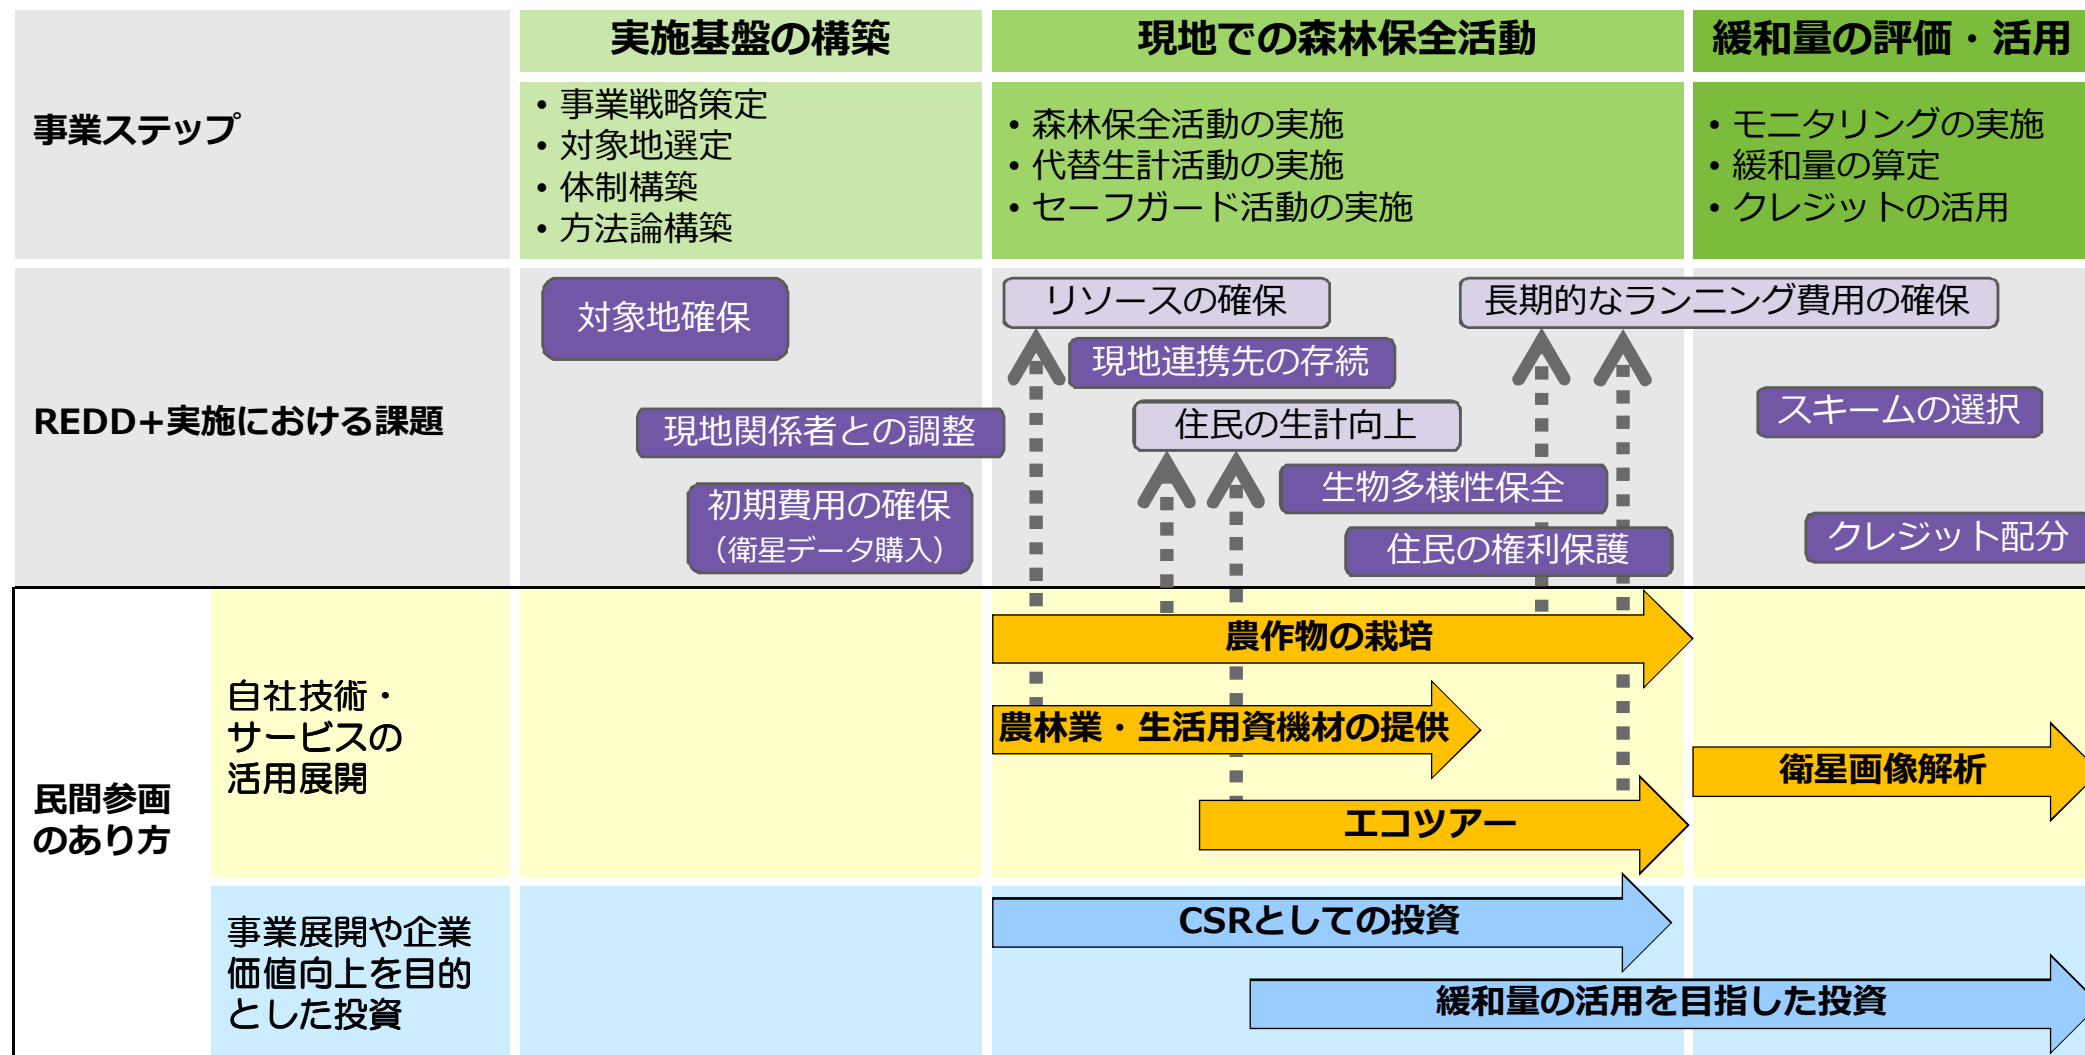 実施基盤の構築
現地での森林保全活動
緩和量の評価・活用
事業ステップ
• 事業戦略策定
• 対象地選定
• 体制構築
• 方法論構築
• 森林保全活動の実施
• 代替生計活動の実施
• セーフガード活動の実施
• モニタリングの実施
• 緩和量の算定
• クレジットの活用
REDD+実施における課題
対象地確保
現地関係者との調整
初期費用の確保
（衛星データ購入）
リソースの確保
現地連携先の存続
住民の生計向上
生物多様性保全
住民の権利保護
長期的なランニング費用の確保
スキームの選択
クレジット配分
民間参画
のあり方
自社技術・
サービスの
活用展開
農作物の栽培
農林業・生活用資機材の提供
エコツアー
衛星画像解析
事業展開や企業
価値向上を目的
とした投資
CSRとしての投資
緩和量の活用を目指した投資